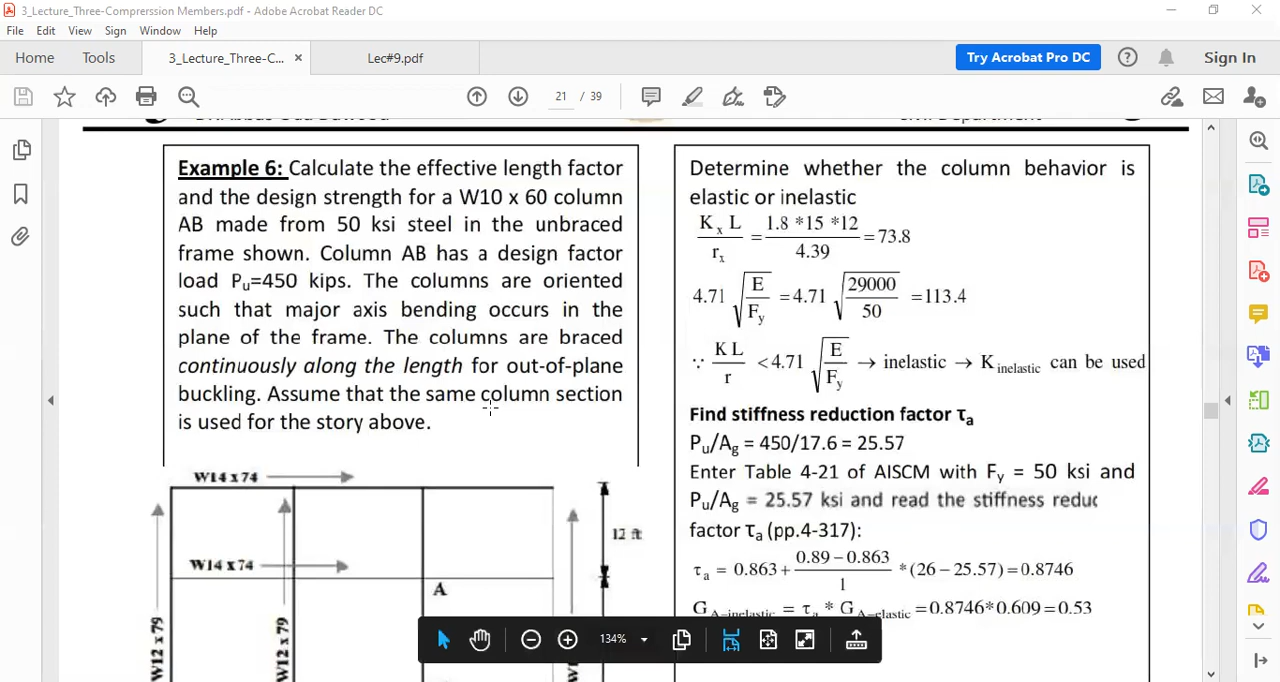 3_Lecture_Three-Comprerssion Members.pdf - Adobe Acrobat Reader DC
File Edit View Sign Window Help
Home Tools 3_Lecture_Three-C... × Lec#9.pdf Try Acrobat Pro DC Sign In
21 / 39
Civil Department
Example 6: Calculate the effective length factor
and the design strength for a W10 x 60 column
AB made from 50 ksi steel in the unbraced
frame shown. Column AB has a design factor
load Pu=450 kips. The columns are oriented
such that major axis bending occurs in the
plane of the frame. The columns are braced
continuously along the length for out-of-plane
buckling. Assume that the same column section
is used for the story above.
W14 x 74
12 ft
W14 x 74
A
W12 x 79
W12 x 79
Determine whether the column behavior is
elastic or inelastic
Kx L / rx = 1.8 *15 *12 / 4.39 = 73.8
4.71 √(E / Fy) = 4.71 √(29000 / 50) = 113.4
∵ K L / r < 4.71 √(E / Fy) → inelastic → Kinelastic can be used
Find stiffness reduction factor τa
Pu/Ag = 450/17.6 = 25.57
Enter Table 4-21 of AISCM with Fy = 50 ksi and
Pu/Ag = 25.57 ksi and read the stiffness reduc
factor τa (pp.4-317):
τa = 0.863 + (0.89 − 0.863) / 1 * (26 − 25.57) = 0.8746
GA−inelastic = τa * GA−elastic = 0.8746*0.609 = 0.53
134%